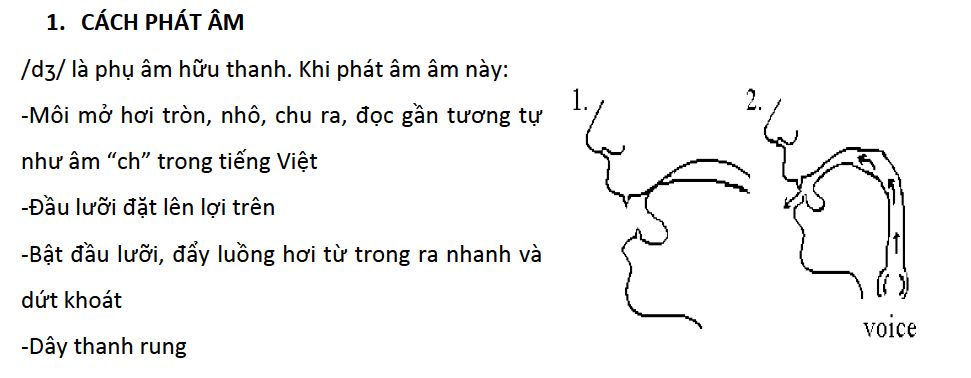 1. CÁCH PHÁT ÂM
/dʒ/ là phụ âm hữu thanh. Khi phát âm âm này:
-Môi mở hơi tròn, nhô, chu ra, đọc gần tương tự
như âm “ch” trong tiếng Việt
-Đầu lưỡi đặt lên lợi trên
-Bật đầu lưỡi, đẩy luồng hơi từ trong ra nhanh và
dứt khoát
-Dây thanh rung
1.
2.
voice